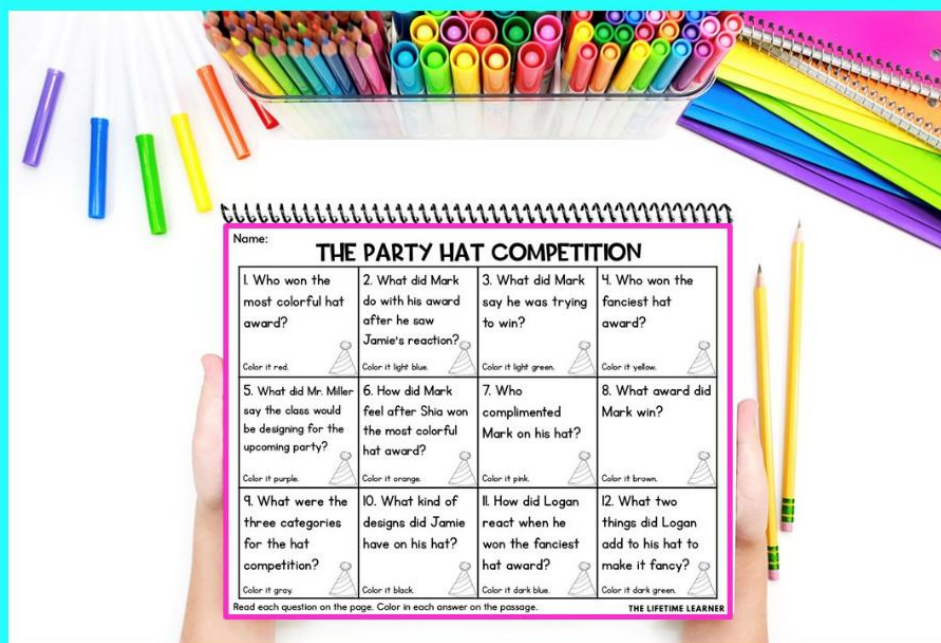 Name:
THE PARTY HAT COMPETITION
1. Who won the
most colorful hat
award?
Color it red.
2. What did Mark
do with his award
after he saw
Jamie's reaction?
Color it light blue.
3. What did Mark
say he was trying
to win?
Color it light green.
4. Who won the
fanciest hat
award?
Color it yellow.
5. What did Mr. Miller
say the class would
be designing for the
upcoming party?
Color it purple.
6. How did Mark
feel after Shia won
the most colorful
hat award?
Color it orange.
7. Who
complimented
Mark on his hat?
Color it pink.
8. What award did
Mark win?
Color it brown.
9. What were the
three categories
for the hat
competition?
Color it gray.
10. What kind of
designs did Jamie
have on his hat?
Color it black.
11. How did Logan
react when he
won the fanciest
hat award?
Color it dark blue.
12. What two
things did Logan
add to his hat to
make it fancy?
Color it dark green.
Read each question on the page. Color in each answer on the passage.
THE LIFETIME LEARNER